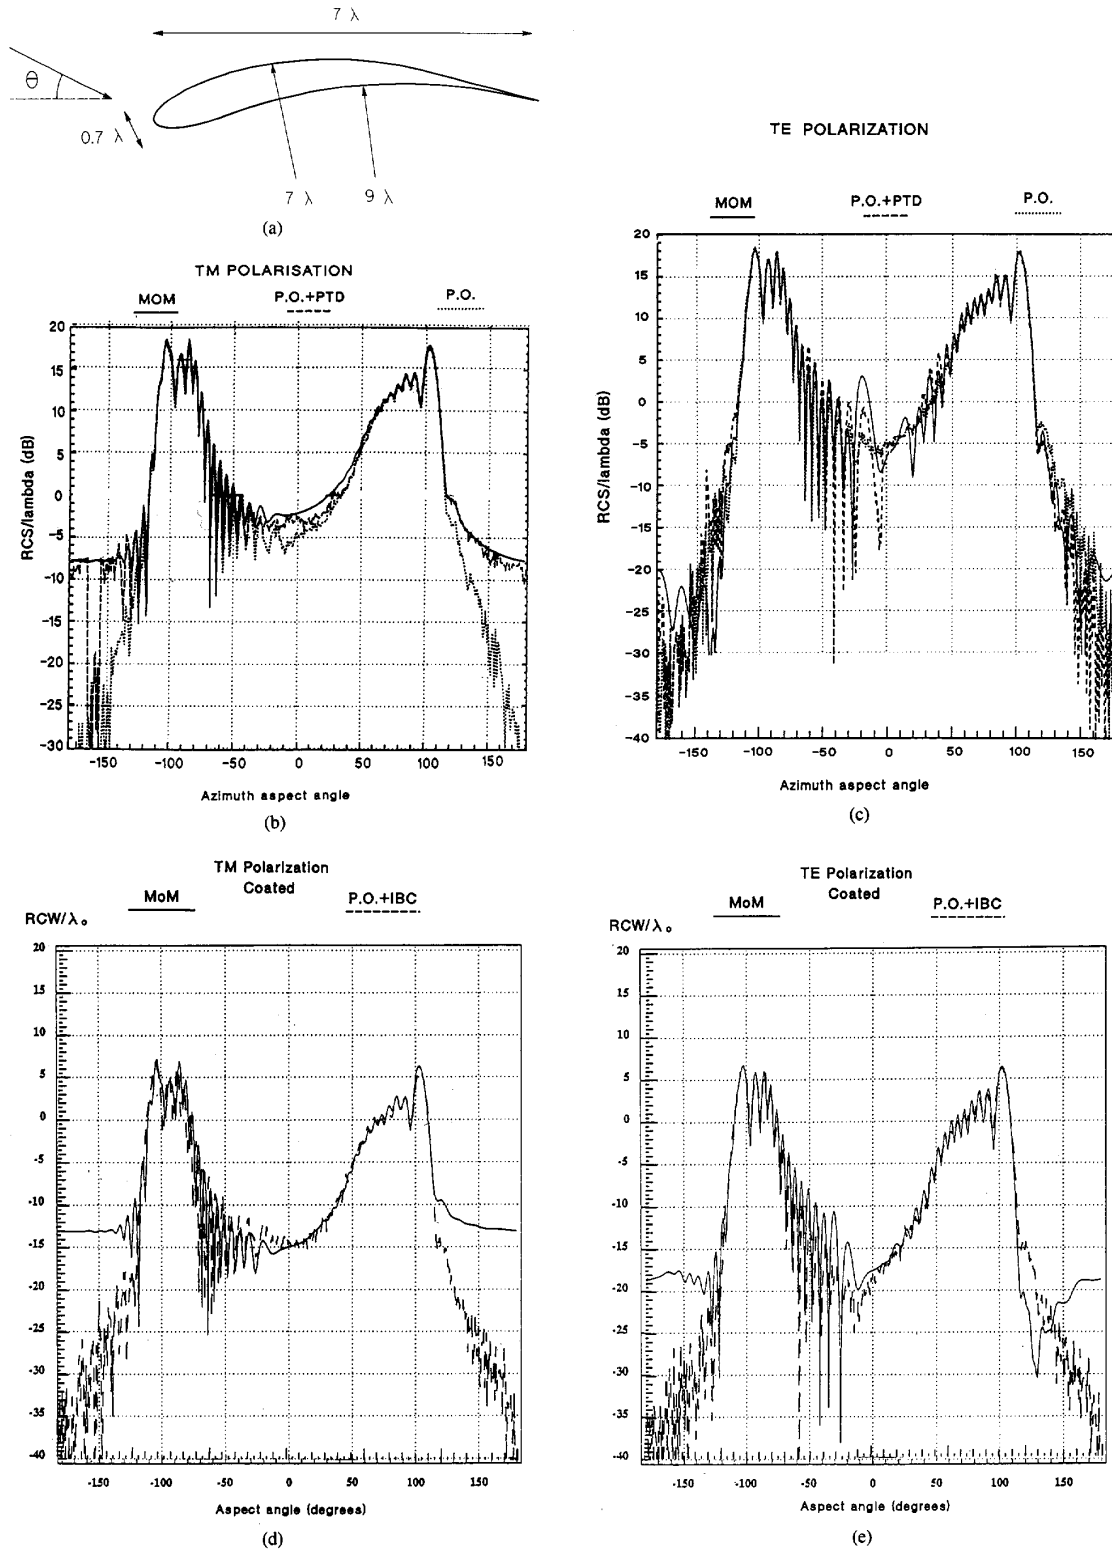 7 λ
θ
0.7 λ
7 λ
9 λ
(a)
TM POLARISATION
MOM
P.O.+PTD
P.O.
RCS/lambda (dB)
20
15
10
5
0
−5
−10
−15
−20
−25
−30
−150
−100
−50
0
50
100
150
Azimuth aspect angle
(b)
TE POLARIZATION
MOM
P.O.+PTD
P.O.
RCS/lambda (dB)
20
15
10
5
0
−5
−10
−15
−20
−25
−30
−35
−40
−150
−100
−50
0
50
100
150
Azimuth aspect angle
(c)
TM Polarization
Coated
MoM
P.O.+IBC
RCW/λo
20
15
10
5
0
-5
-10
-15
-20
-25
-30
-35
-40
-150
-100
-50
0
50
100
150
Aspect angle (degrees)
(d)
TE Polarization
Coated
MoM
P.O.+IBC
RCW/λo
20
15
10
5
0
-5
-10
-15
-20
-25
-30
-35
-40
-150
-100
-50
0
50
100
150
Aspect angle (degrees)
(e)